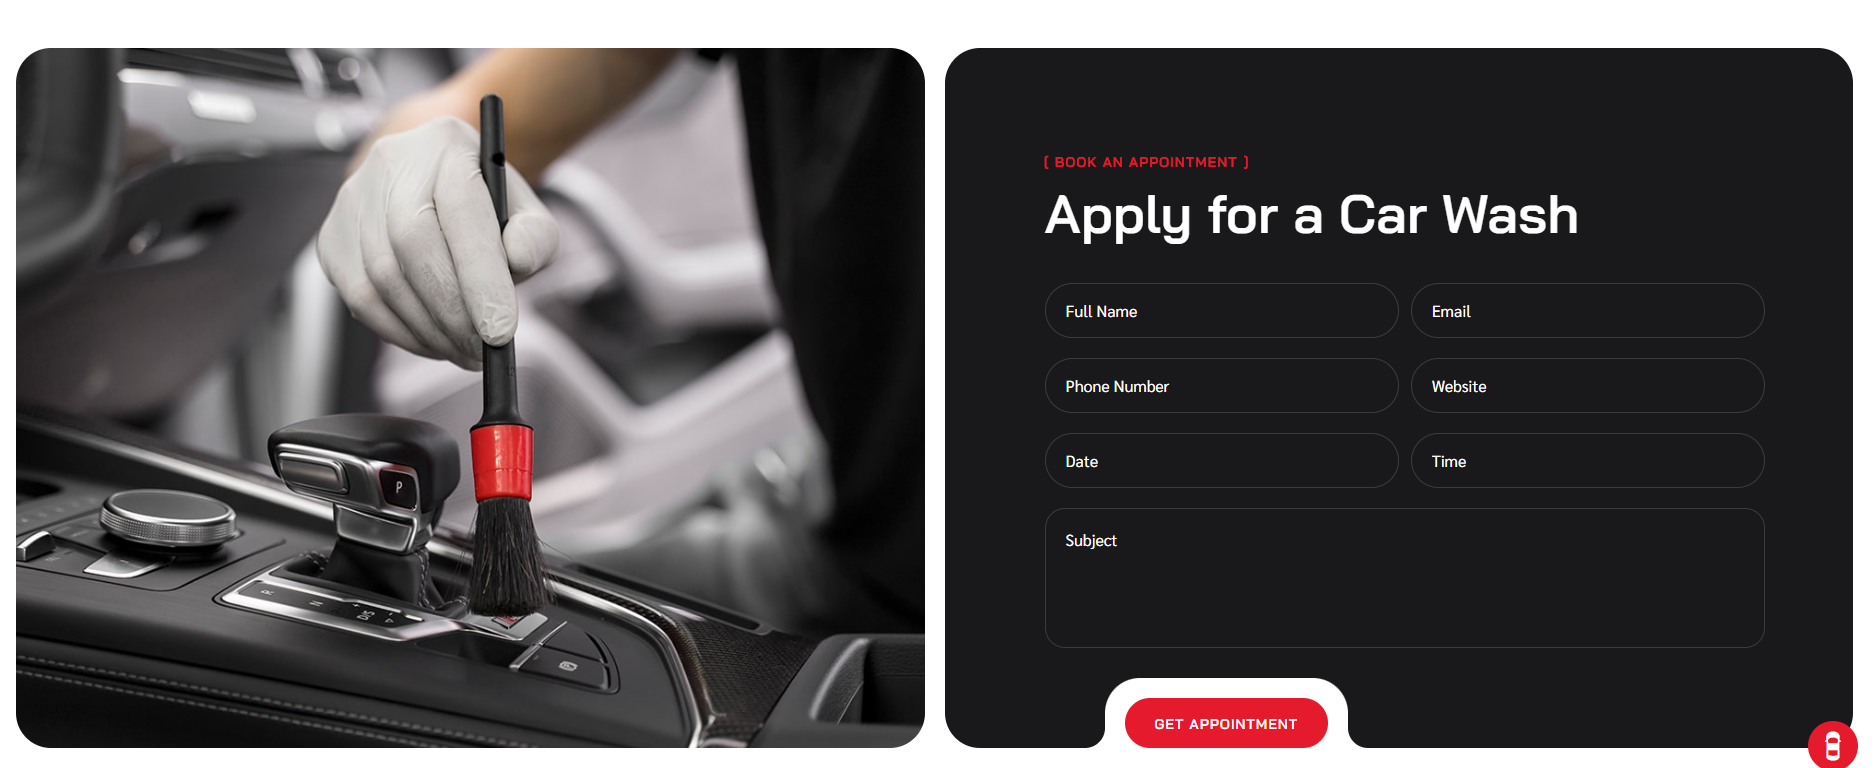 [ BOOK AN APPOINTMENT ]
Apply for a Car Wash
Full Name
Email
Phone Number
Website
Date
Time
Subject
GET APPOINTMENT
P
R
N
D/S